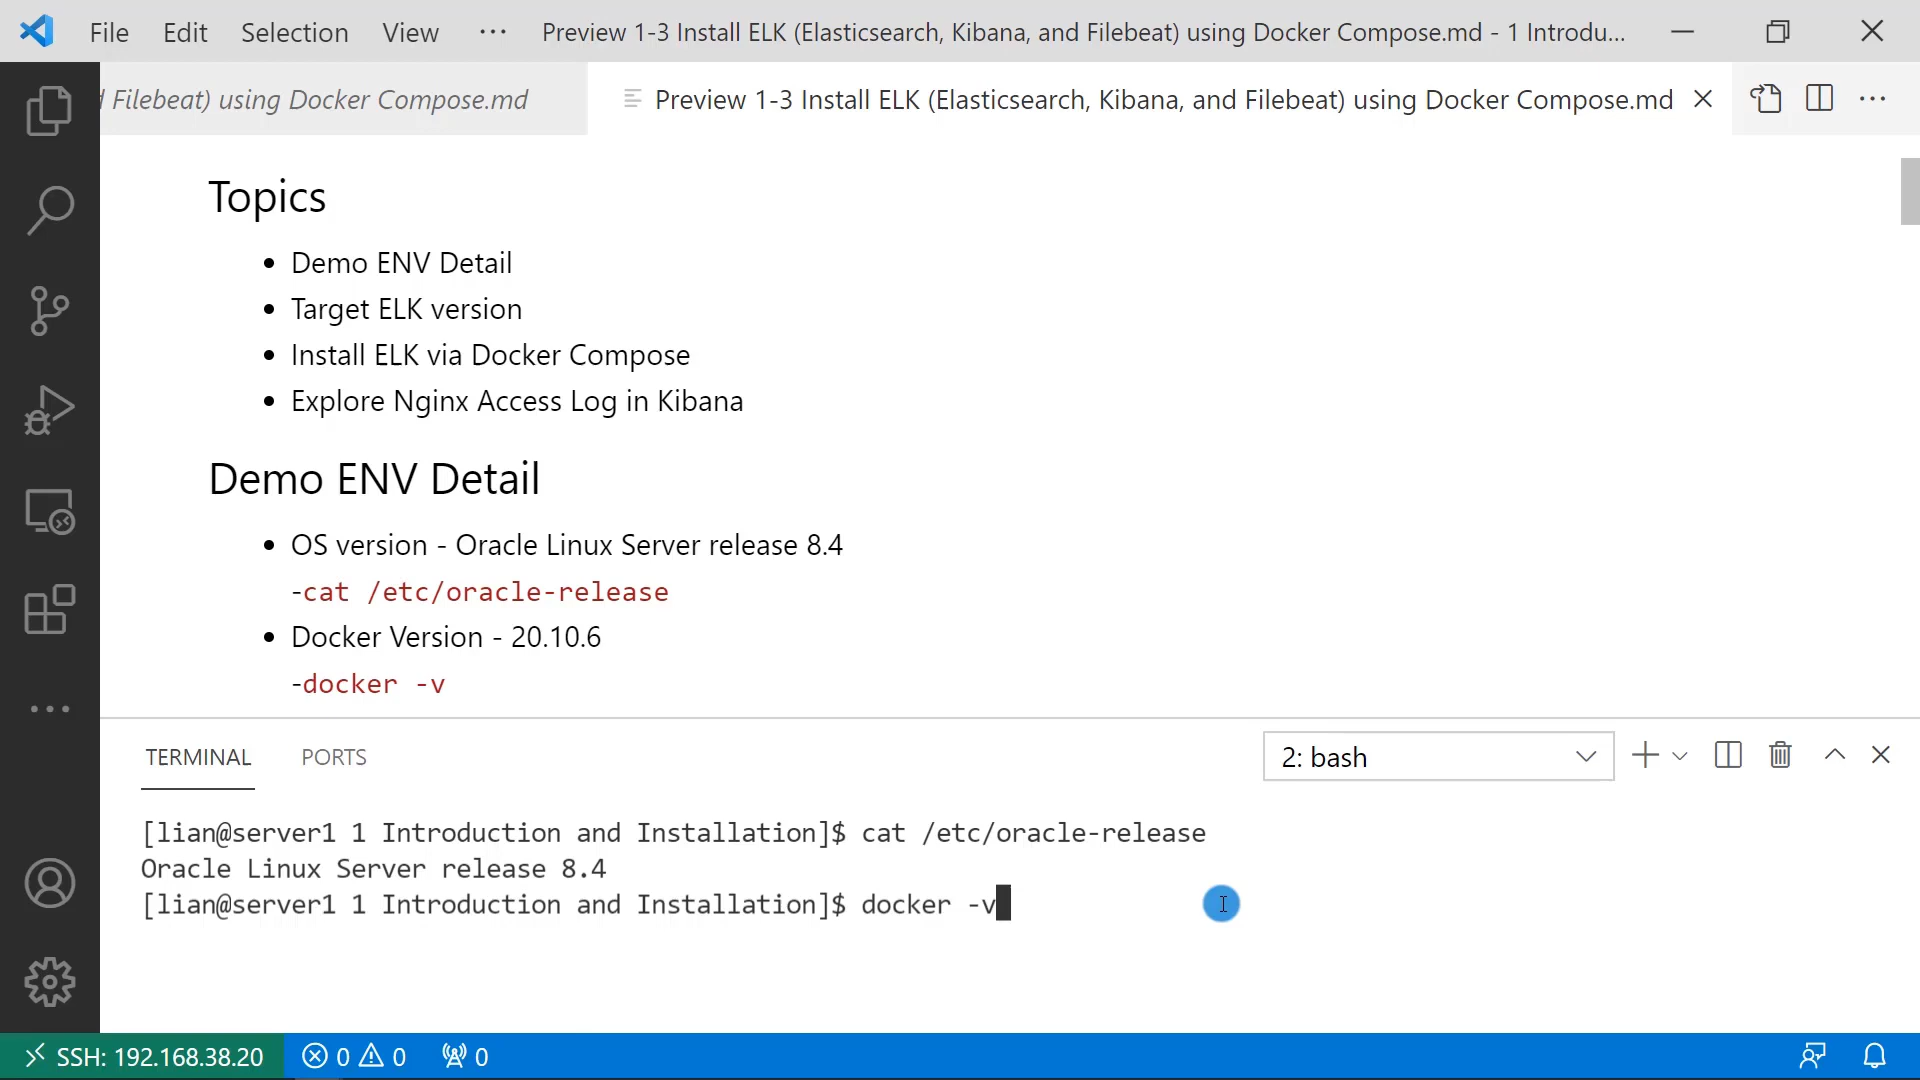 File Edit Selection View ··· Preview 1-3 Install ELK (Elasticsearch, Kibana, and Filebeat) using Docker Compose.md - 1 Introdu...
d Filebeat) using Docker Compose.md
Preview 1-3 Install ELK (Elasticsearch, Kibana, and Filebeat) using Docker Compose.md
Topics
• Demo ENV Detail
• Target ELK version
• Install ELK via Docker Compose
• Explore Nginx Access Log in Kibana
Demo ENV Detail
• OS version - Oracle Linux Server release 8.4
-cat /etc/oracle-release
• Docker Version - 20.10.6
-docker -v
TERMINAL PORTS 2: bash
[lian@server1 1 Introduction and Installation]$ cat /etc/oracle-release
Oracle Linux Server release 8.4
[lian@server1 1 Introduction and Installation]$ docker -v
SSH: 192.168.38.20 0 0 0